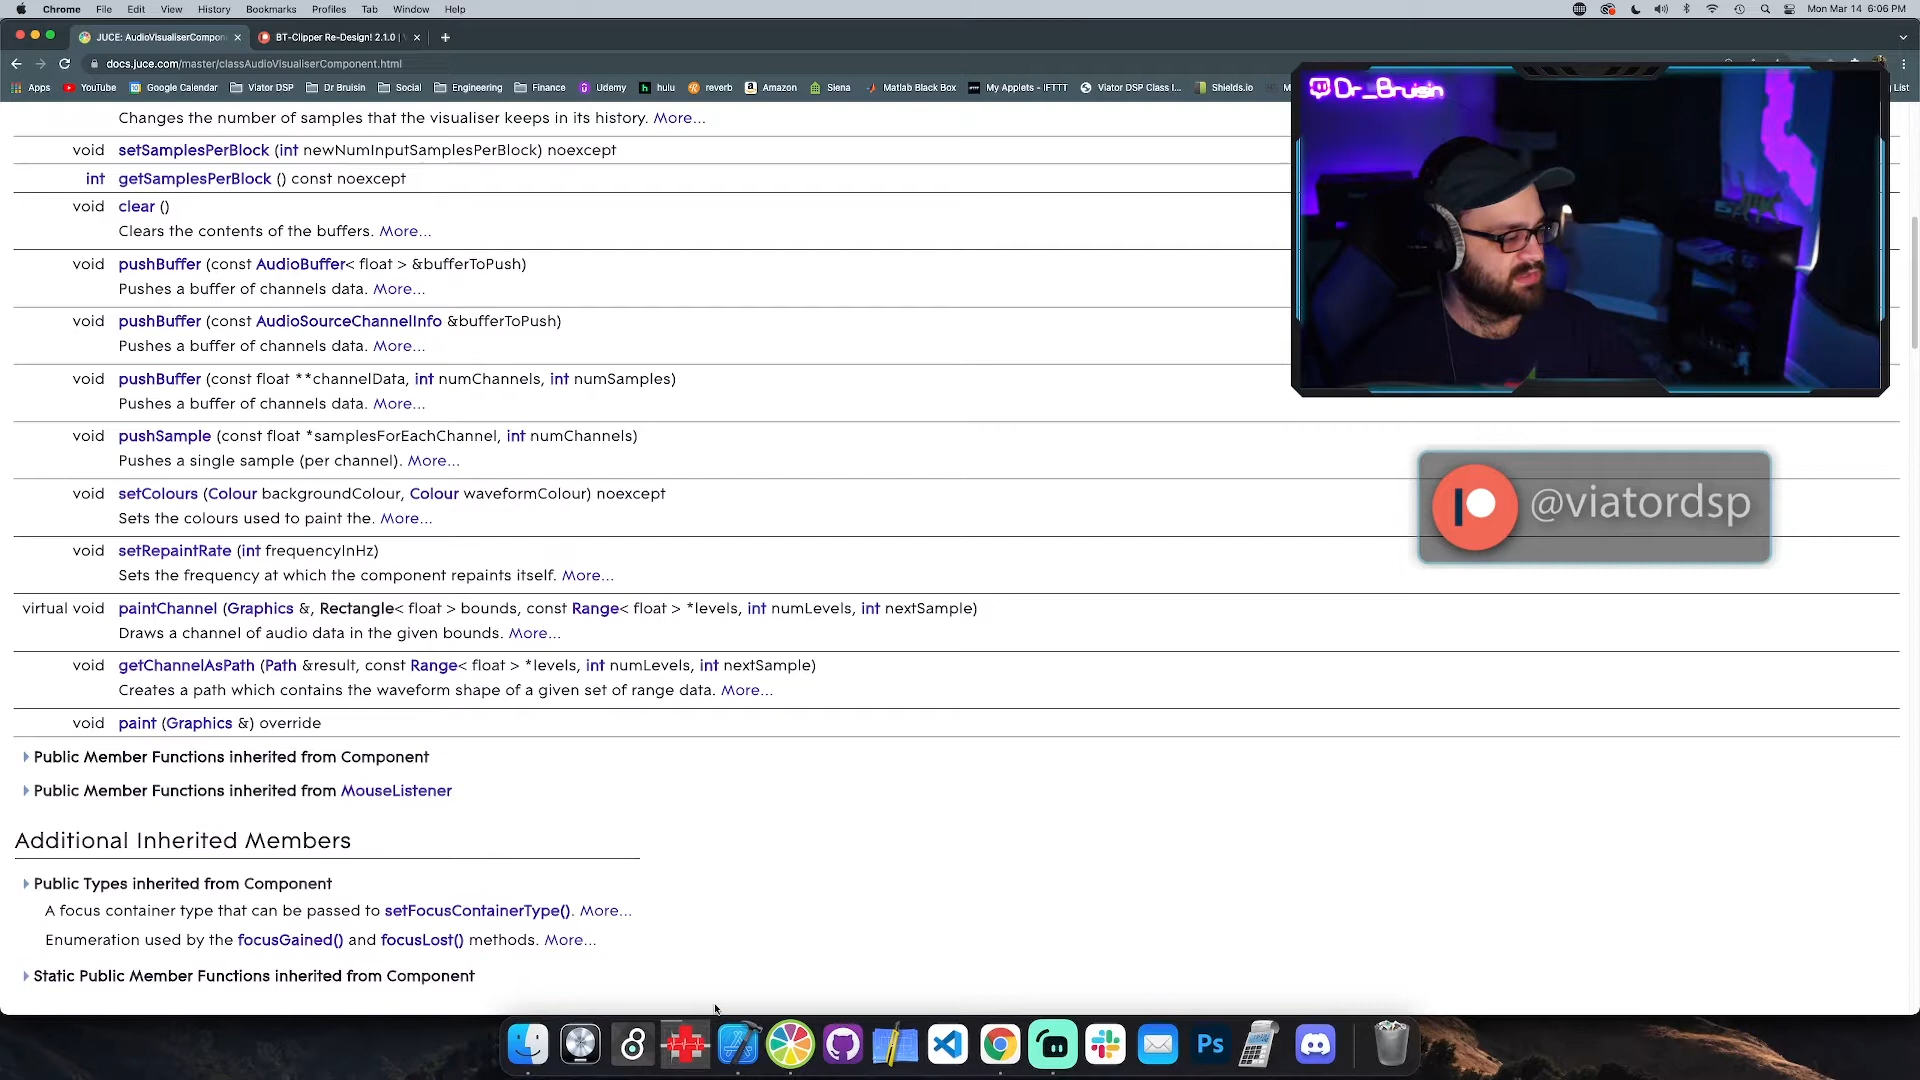 Chrome File Edit View History Bookmarks Profiles Tab Window Help Mon Mar 14 6:06 PM
JUCE: AudioVisualiserCompon BT-Clipper Re-Design! 2.1.0 |
docs.juce.com/master/classAudioVisualiserComponent.html
Apps YouTube Google Calendar Viator DSP Dr Bruisin Social Engineering Finance Udemy hulu reverb Amazon Siena Matlab Black Box My Applets - IFTTT Viator DSP Class I... Shields.io List
Dr_Bruisin
Changes the number of samples that the visualiser keeps in its history. More...
void setSamplesPerBlock (int newNumInputSamplesPerBlock) noexcept
int getSamplesPerBlock () const noexcept
void clear ()
Clears the contents of the buffers. More...
void pushBuffer (const AudioBuffer< float > &bufferToPush)
Pushes a buffer of channels data. More...
void pushBuffer (const AudioSourceChannelInfo &bufferToPush)
Pushes a buffer of channels data. More...
void pushBuffer (const float **channelData, int numChannels, int numSamples)
Pushes a buffer of channels data. More...
void pushSample (const float *samplesForEachChannel, int numChannels)
Pushes a single sample (per channel). More...
void setColours (Colour backgroundColour, Colour waveformColour) noexcept
Sets the colours used to paint the. More...
@viatordsp
void setRepaintRate (int frequencyInHz)
Sets the frequency at which the component repaints itself. More...
virtual void paintChannel (Graphics &, Rectangle< float > bounds, const Range< float > *levels, int numLevels, int nextSample)
Draws a channel of audio data in the given bounds. More...
void getChannelAsPath (Path &result, const Range< float > *levels, int numLevels, int nextSample)
Creates a path which contains the waveform shape of a given set of range data. More...
void paint (Graphics &) override
Public Member Functions inherited from Component
Public Member Functions inherited from MouseListener
Additional Inherited Members
Public Types inherited from Component
A focus container type that can be passed to setFocusContainerType(). More...
Enumeration used by the focusGained() and focusLost() methods. More...
Static Public Member Functions inherited from Component
Ps